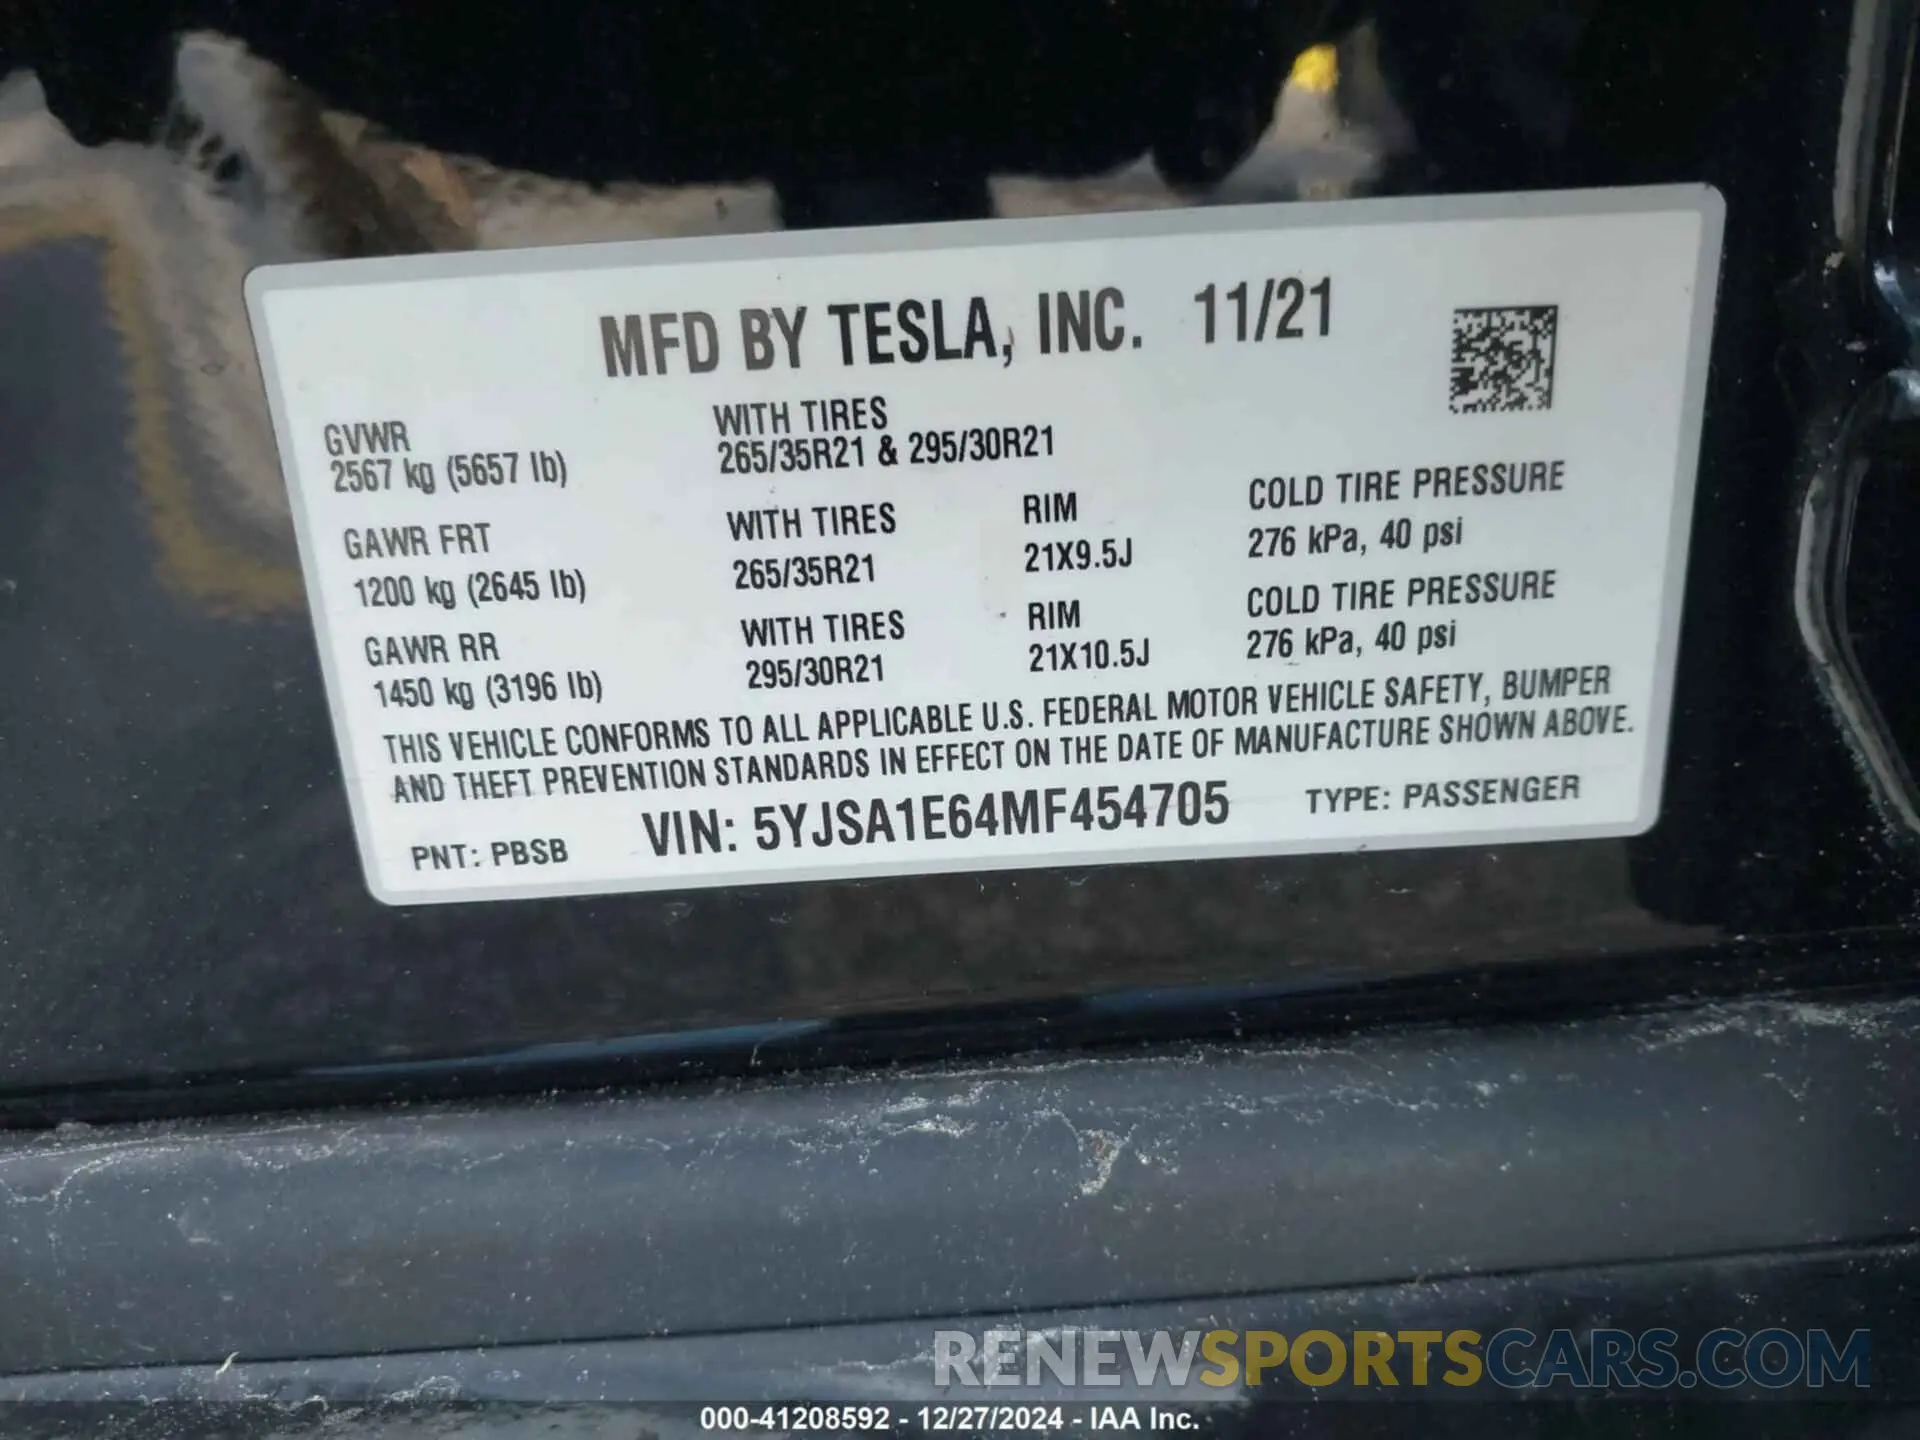 MFD BY TESLA, INC. 11/21
GVWR
2567 kg (5657 lb)
WITH TIRES
265/35R21 & 295/30R21
GAWR FRT
1200 kg (2645 lb)
WITH TIRES
265/35R21
RIM
21X9.5J
COLD TIRE PRESSURE
276 kPa, 40 psi
GAWR RR
1450 kg (3196 lb)
WITH TIRES
295/30R21
RIM
21X10.5J
COLD TIRE PRESSURE
276 kPa, 40 psi
THIS VEHICLE CONFORMS TO ALL APPLICABLE U.S. FEDERAL MOTOR VEHICLE SAFETY, BUMPER
AND THEFT PREVENTION STANDARDS IN EFFECT ON THE DATE OF MANUFACTURE SHOWN ABOVE.
PNT: PBSB VIN: 5YJSA1E64MF454705 TYPE: PASSENGER
RENEWSPORTSCARS.COM
000-41208592 - 12/27/2024 - IAA Inc.